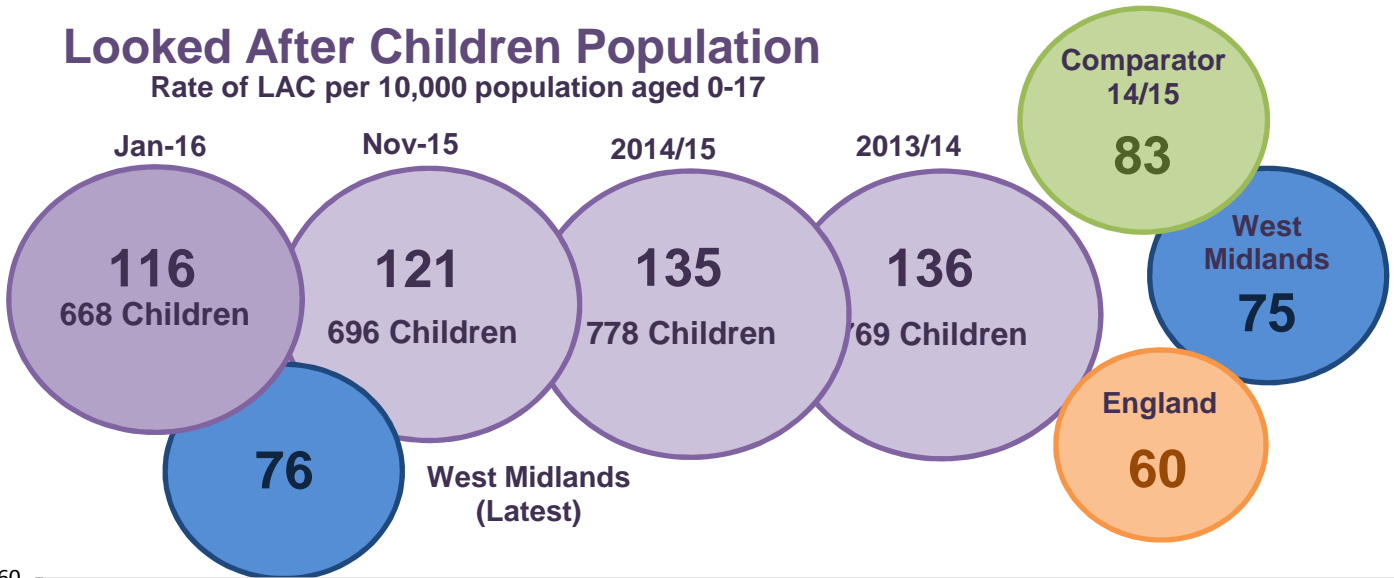 Looked After Children Population
Rate of LAC per 10,000 population aged 0-17
Jan-16
116
668 Children
Nov-15
121
696 Children
2014/15
135
778 Children
2013/14
136
69 Children
Comparator
14/15
83
West
Midlands
75
England
60
76
West Midlands
(Latest)
60